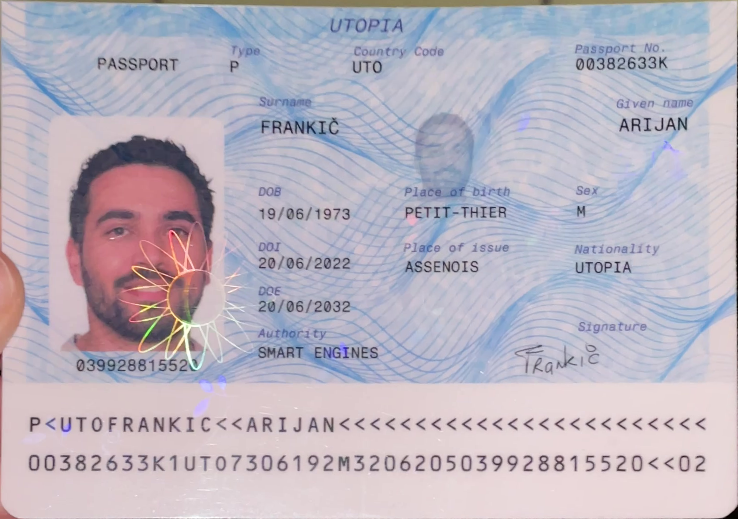 UTOPIA
PASSPORT
Type
P
Country Code
UTO
Passport No.
00382633K
Surname
FRANKIČ
Given name
ARIJAN
DOB
19/06/1973
Place of birth
PETIT-THIER
Sex
M
DOI
20/06/2022
Place of issue
ASSENOIS
Nationality
UTOPIA
DOE
20/06/2032
Authority
SMART ENGINES
Signature
Frankič
039928815520
P<UTOFRANKIC<<ARIJAN<<<<<<<<<<<<<<<<<<<<<<<<
00382633K1UTO7306192M3206205039928815520<<02